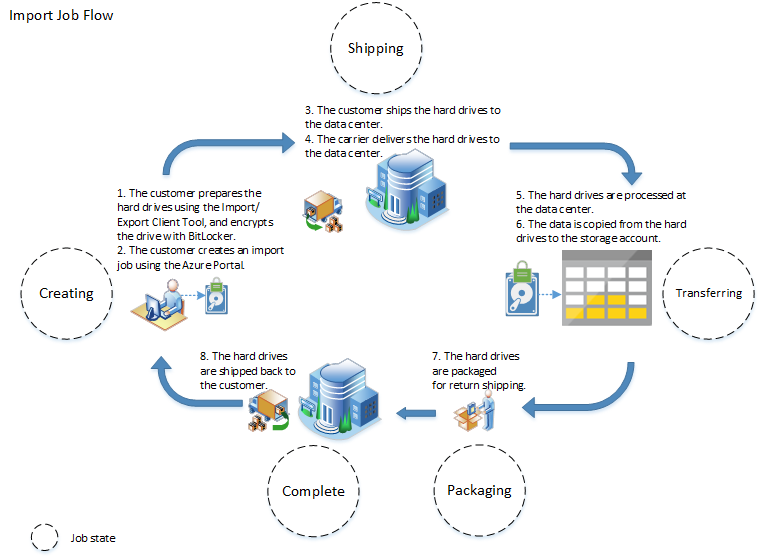 Import Job Flow
Shipping
3. The customer ships the hard drives to
the data center.
4. The carrier delivers the hard drives to
the data center.
1. The customer prepares the
hard drives using the Import/
Export Client Tool, and encrypts
the drive with BitLocker.
2. The customer creates an import
job using the Azure Portal.
Creating
5. The hard drives are processed at
the data center.
6. The data is copied from the hard
drives to the storage account.
Transferring
7. The hard drives
are packaged
for return shipping.
8. The hard drives
are shipped back to
the customer.
Complete
Packaging
Job state